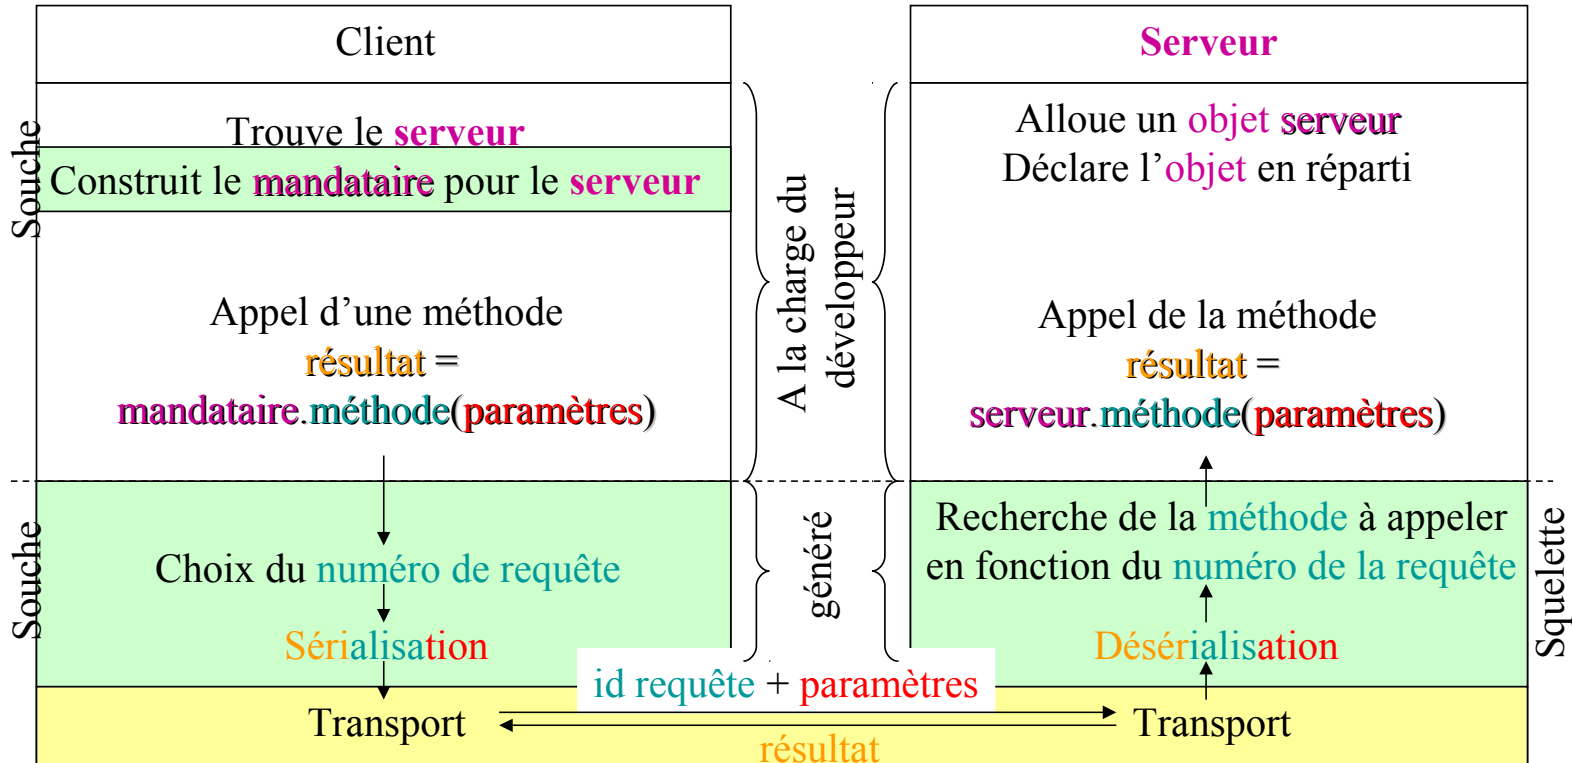 Client
Souche
Trouve le serveur
Construit le mandataire pour le serveur
Appel d'une méthode
résultat =
mandataire.méthode(paramètres)
Souche
Choix du numéro de requête
Sérialisation
Transport
A la charge du
développeur
généré
id requête + paramètres
résultat
Serveur
Alloue un objet serveur
Déclare l'objet en réparti
Appel de la méthode
résultat =
serveur.méthode(paramètres)
Recherche de la méthode à appeler
en fonction du numéro de la requête
Désérialisation
Squelette
Transport